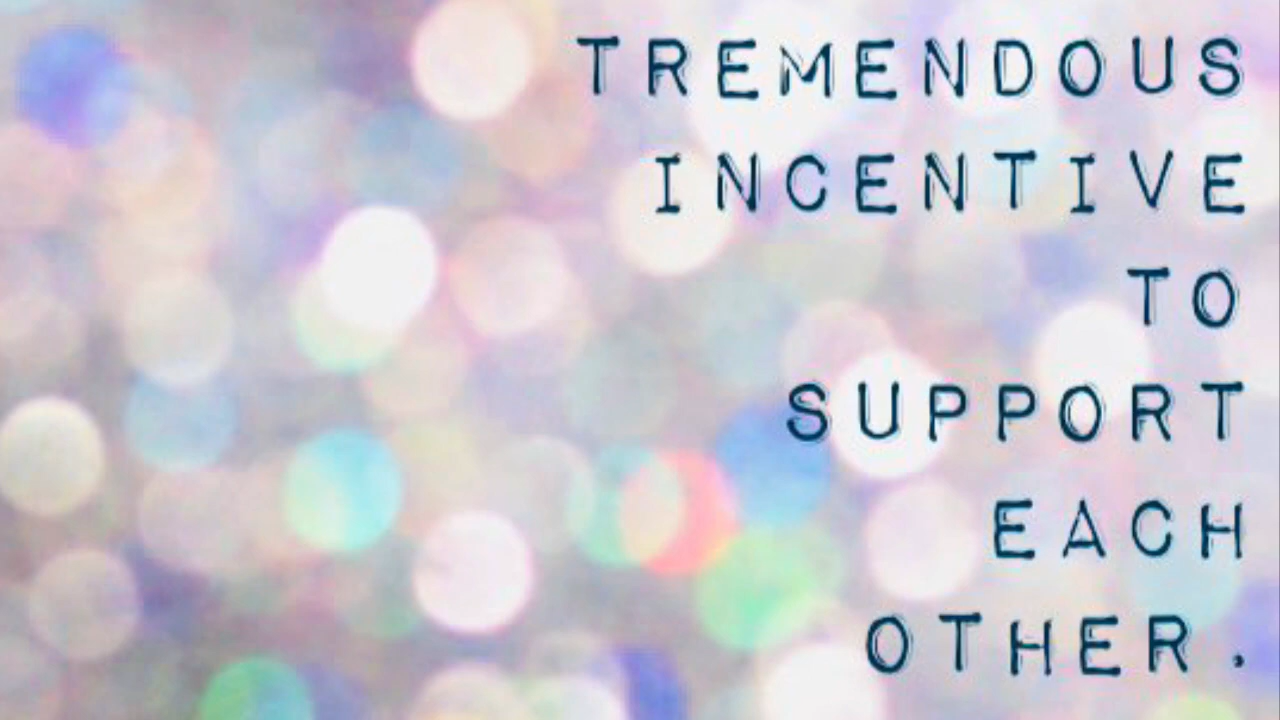 TREMENDOUS
INCENTIVE
TO
SUPPORT
EACH
OTHER.